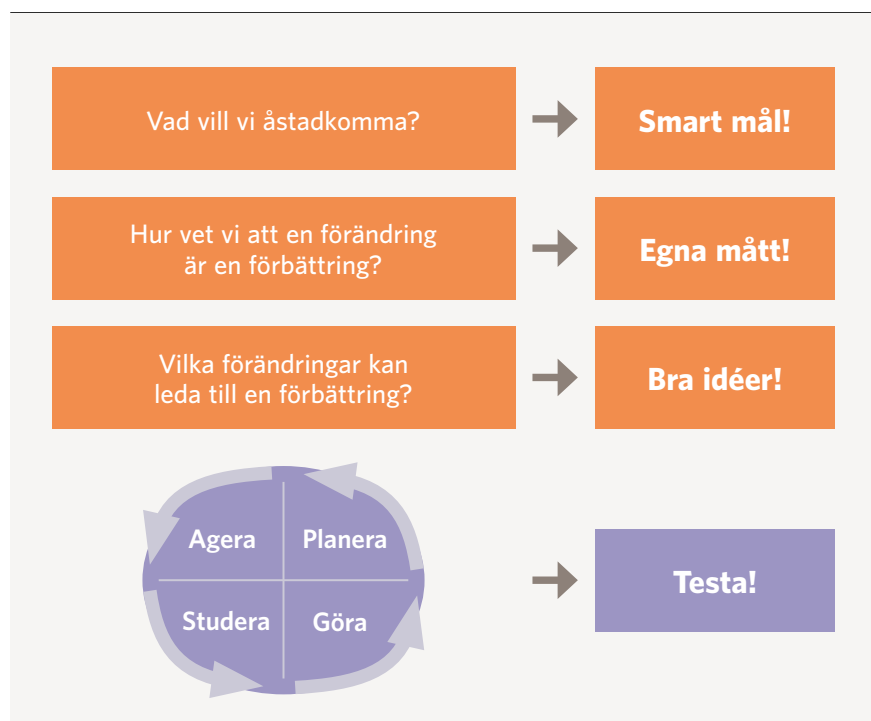 Vad vill vi åstadkomma?
Smart mål!
Hur vet vi att en förändring
är en förbättring?
Egna mått!
Vilka förändringar kan
leda till en förbättring?
Bra idéer!
Agera
Planera
Studera
Göra
Testa!